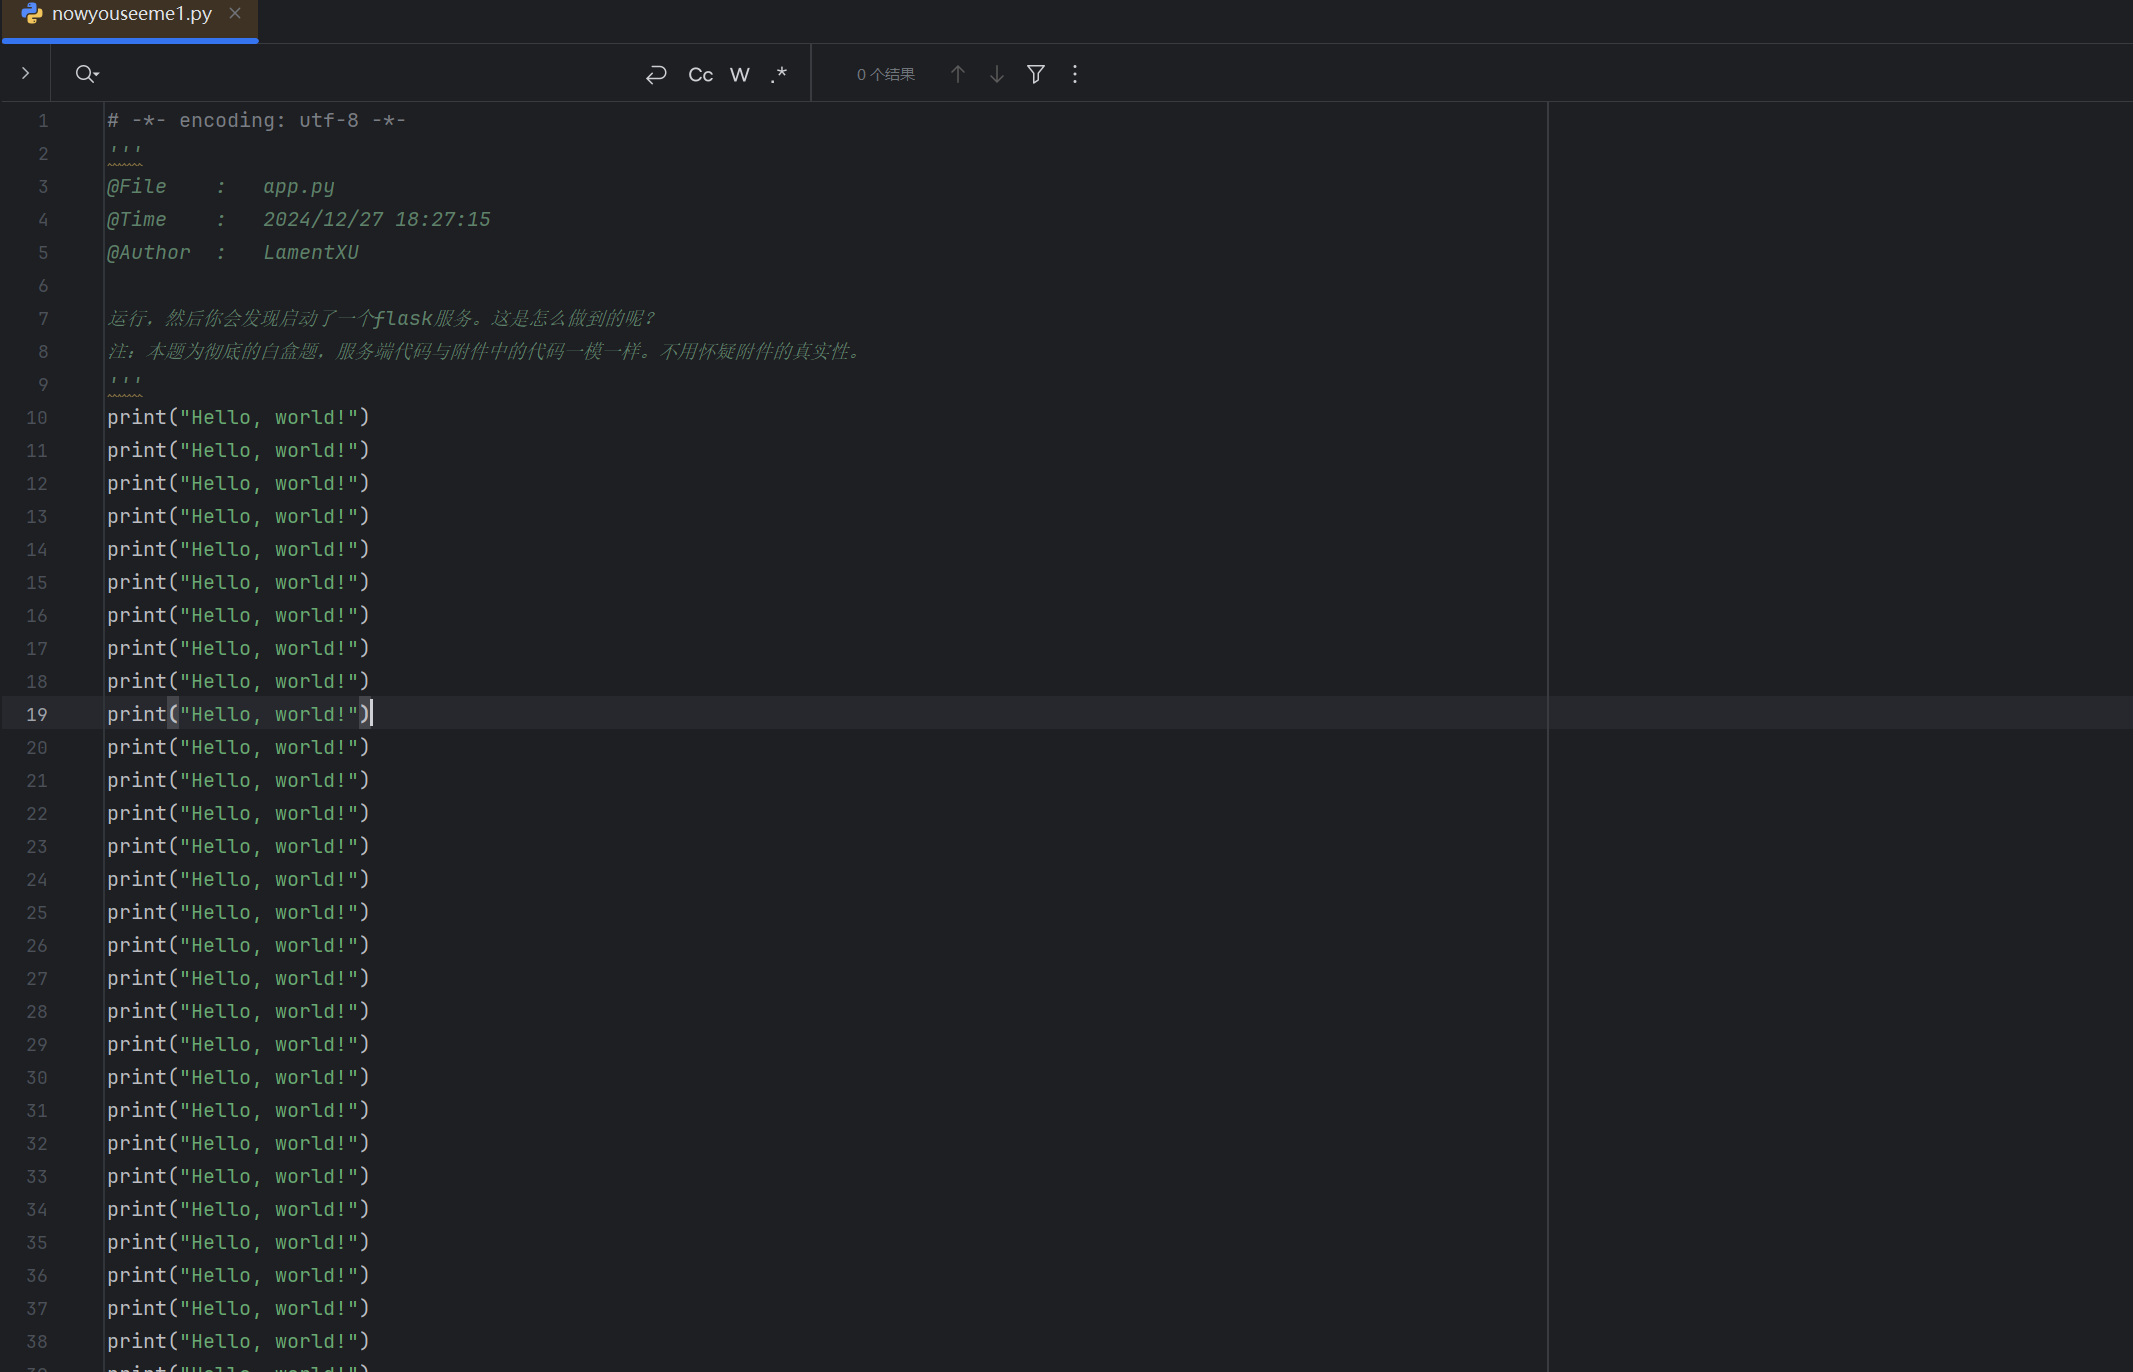 nowyouseeme1.py
Cc W .* 0 个结果
1 # -*- encoding: utf-8 -*-
2 '''
3 @File    :   app.py
4 @Time    :   2024/12/27 18:27:15
5 @Author  :   LamentXU
6
7 运行，然后你会发现启动了一个flask服务。这是怎么做到的呢？
8 注：本题为彻底的白盒题，服务端代码与附件中的代码一模一样。不用怀疑附件的真实性。
9 '''
10 print("Hello, world!")
11 print("Hello, world!")
12 print("Hello, world!")
13 print("Hello, world!")
14 print("Hello, world!")
15 print("Hello, world!")
16 print("Hello, world!")
17 print("Hello, world!")
18 print("Hello, world!")
19 print("Hello, world!")
20 print("Hello, world!")
21 print("Hello, world!")
22 print("Hello, world!")
23 print("Hello, world!")
24 print("Hello, world!")
25 print("Hello, world!")
26 print("Hello, world!")
27 print("Hello, world!")
28 print("Hello, world!")
29 print("Hello, world!")
30 print("Hello, world!")
31 print("Hello, world!")
32 print("Hello, world!")
33 print("Hello, world!")
34 print("Hello, world!")
35 print("Hello, world!")
36 print("Hello, world!")
37 print("Hello, world!")
38 print("Hello, world!")